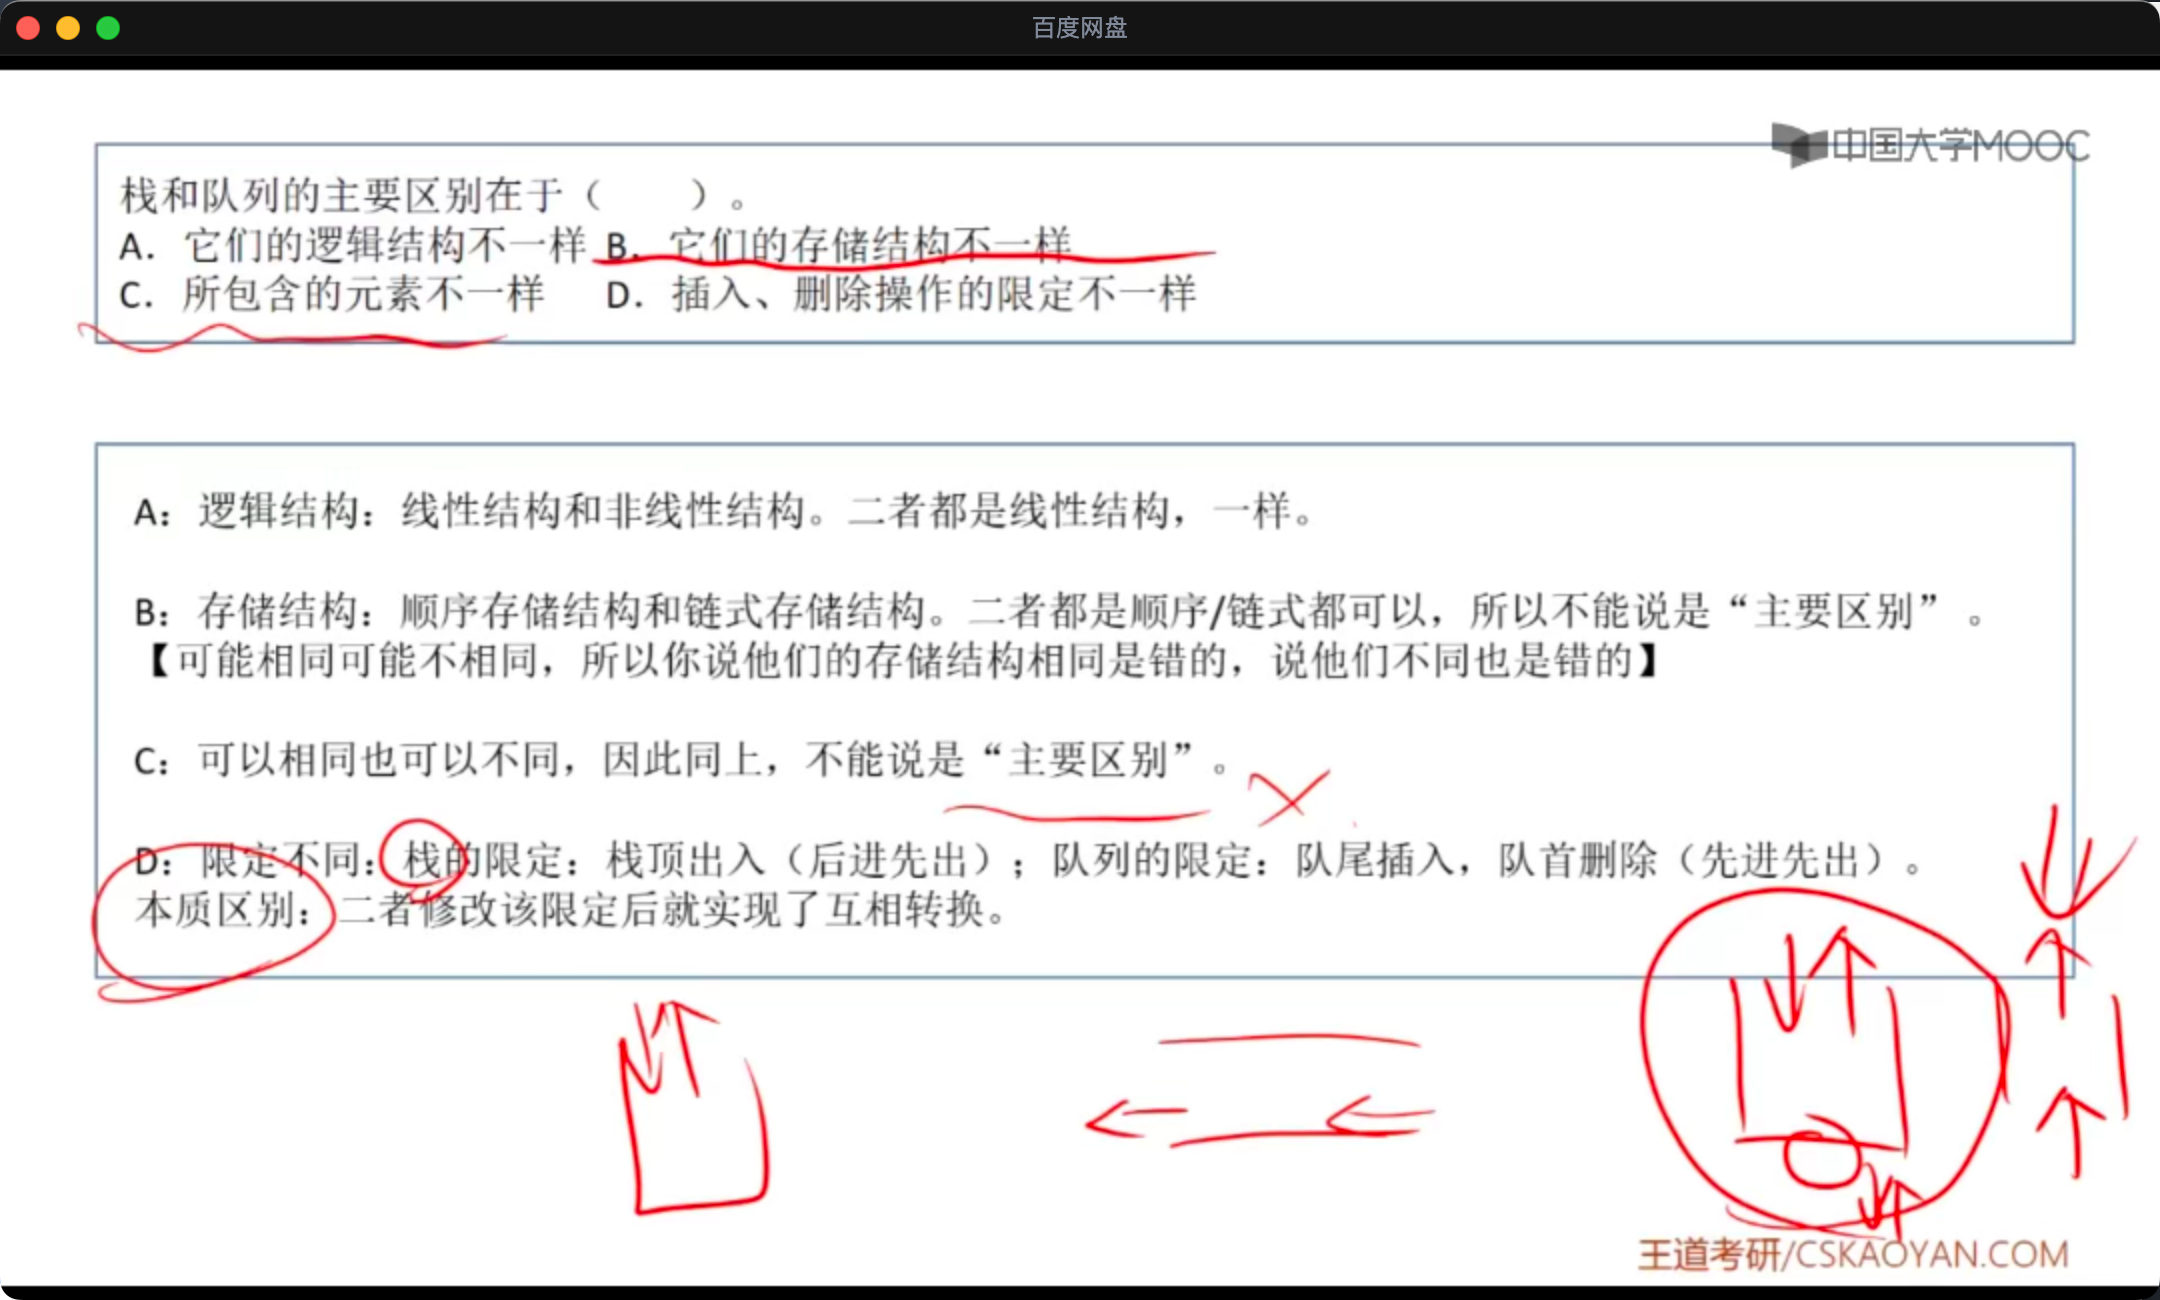 百度网盘
中国大学MOOC
栈和队列的主要区别在于（　　）。
A. 它们的逻辑结构不一样 B. 它们的存储结构不一样
C. 所包含的元素不一样 D. 插入、删除操作的限定不一样
A：逻辑结构：线性结构和非线性结构。二者都是线性结构，一样。
B：存储结构：顺序存储结构和链式存储结构。二者都是顺序/链式都可以，所以不能说是“主要区别”。
【可能相同可能不相同，所以你说他们的存储结构相同是错的，说他们不同也是错的】
C：可以相同也可以不同，因此同上，不能说是“主要区别”。
D：限定不同：栈的限定：栈顶出入（后进先出）；队列的限定：队尾插入，队首删除（先进先出）。
本质区别：二者修改该限定后就实现了互相转换。
王道考研/CSKAOYAN.COM